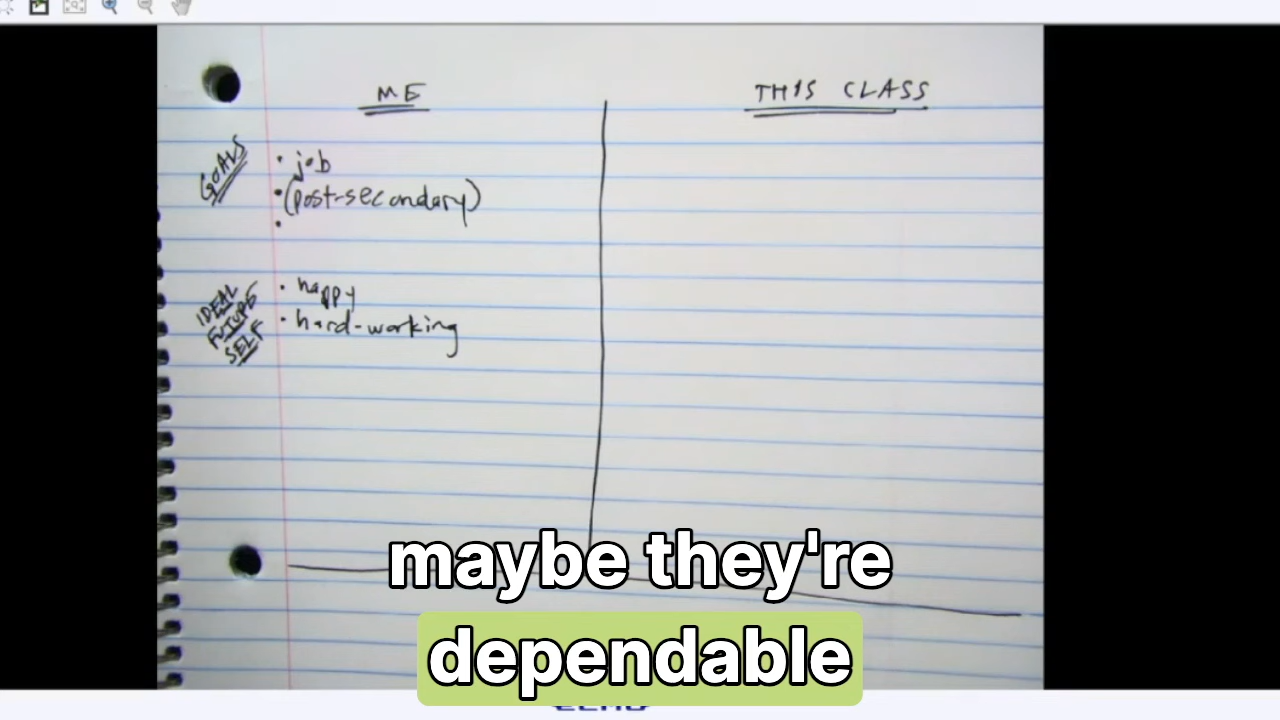 ME
THIS CLASS
GOALS
• job
• (post-secondary)
•
IDEAL
FUTURE
SELF
• happy
• hard-working
maybe they're
dependable